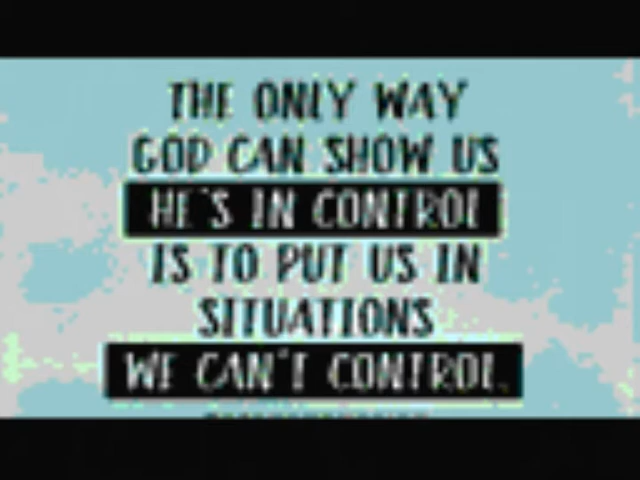 THE ONLY WAY
GOD CAN SHOW US
HE'S IN CONTROL
IS TO PUT US IN
SITUATIONS
WE CAN'T CONTROL.